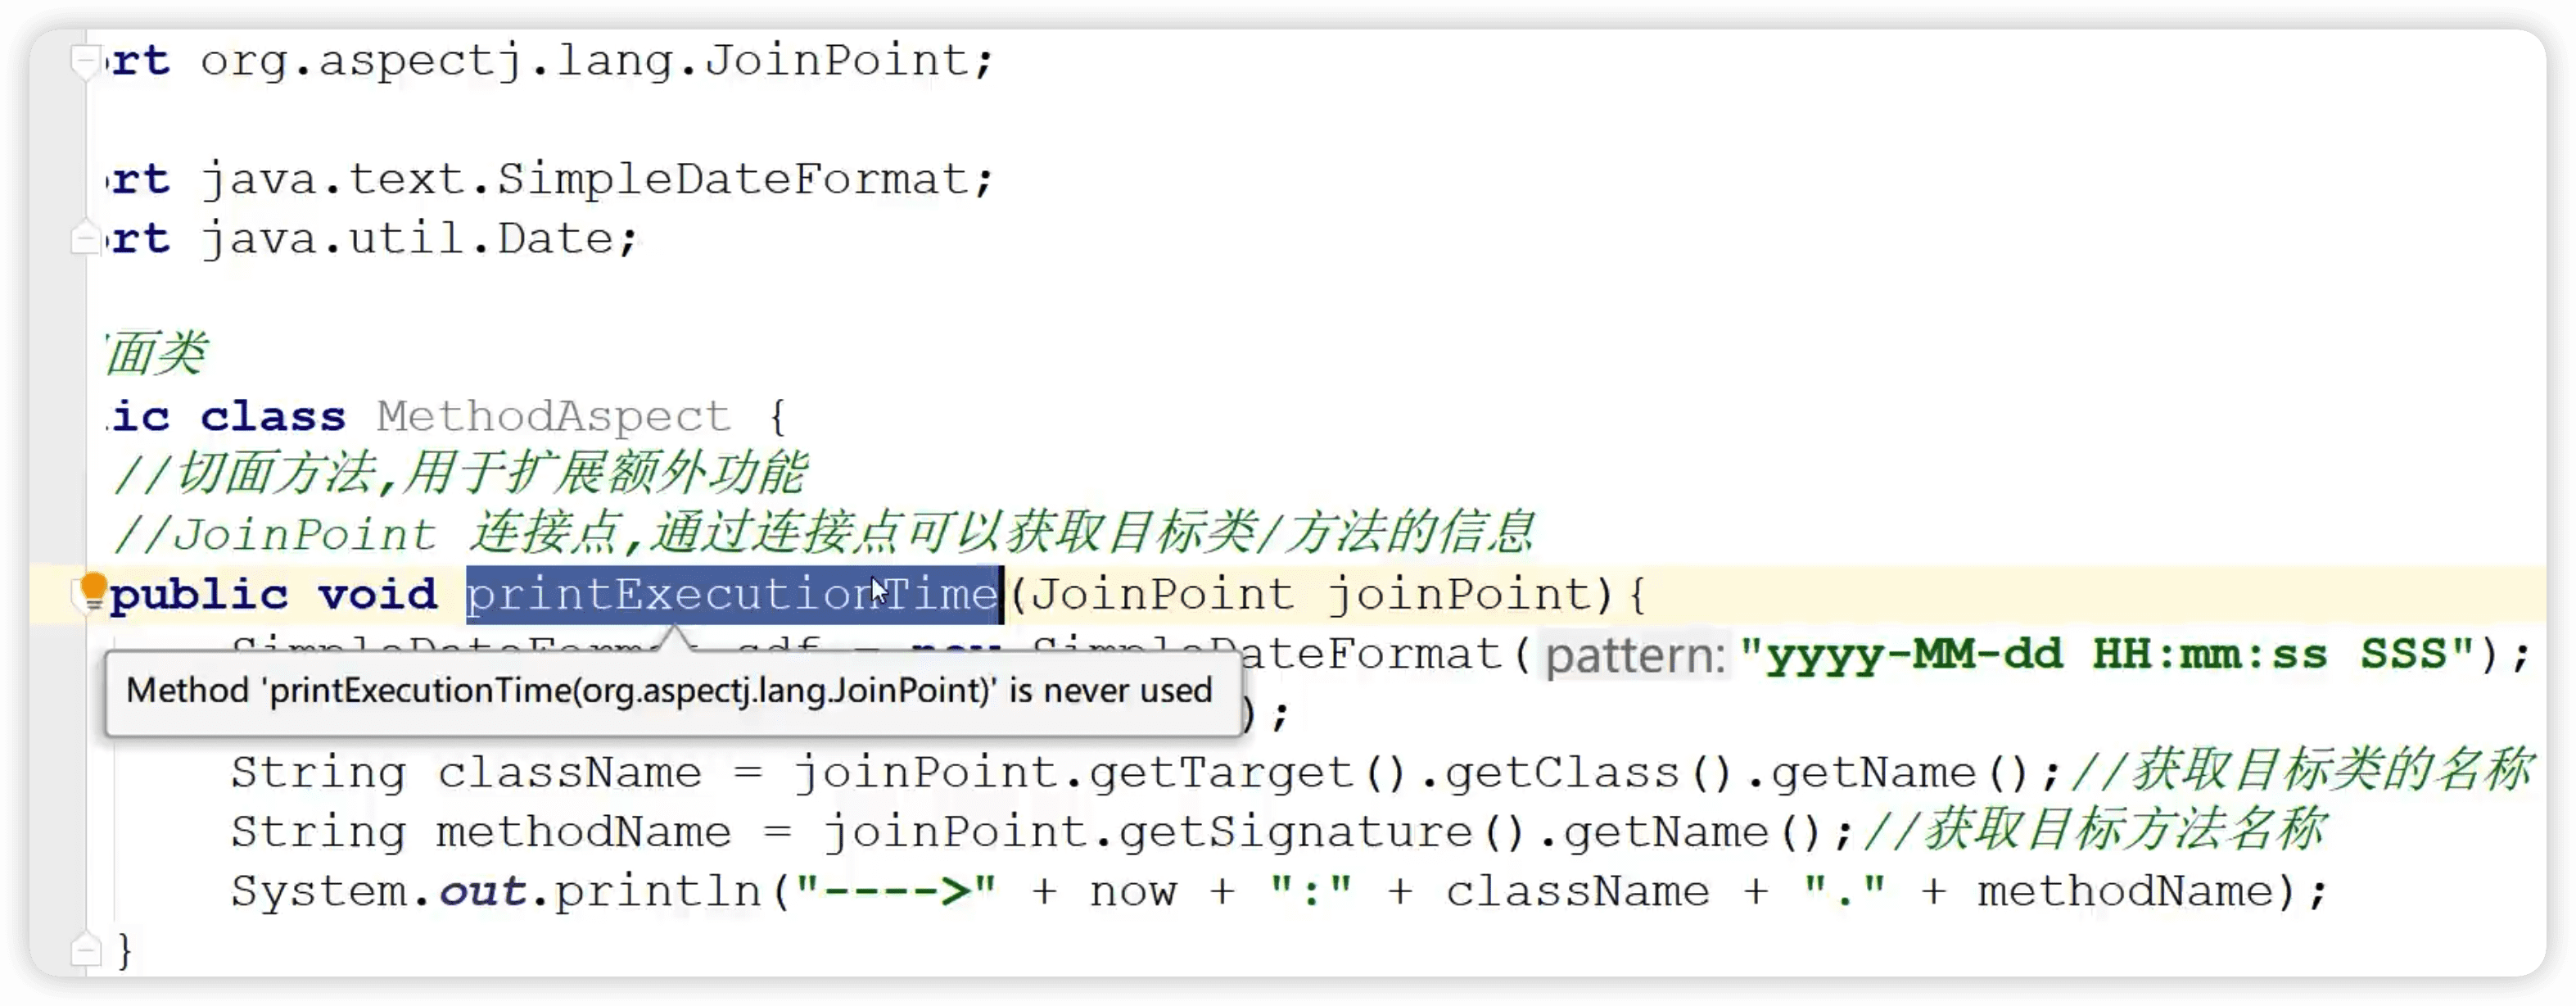 rt org.aspectj.lang.JoinPoint;
rt java.text.SimpleDateFormat;
rt java.util.Date;
面类
ic class MethodAspect {
//切面方法,用于扩展额外功能
//JoinPoint 连接点,通过连接点可以获取目标类/方法的信息
public void printExecutionTime(JoinPoint joinPoint){
SimpleDateFormat sdf = new SimpleDateFormat( pattern: "yyyy-MM-dd HH:mm:ss SSS");
Method 'printExecutionTime(org.aspectj.lang.JoinPoint)' is never used
);
String className = joinPoint.getTarget().getClass().getName();//获取目标类的名称
String methodName = joinPoint.getSignature().getName();//获取目标方法名称
System.out.println("---->" + now + ":" + className + "." + methodName);
}